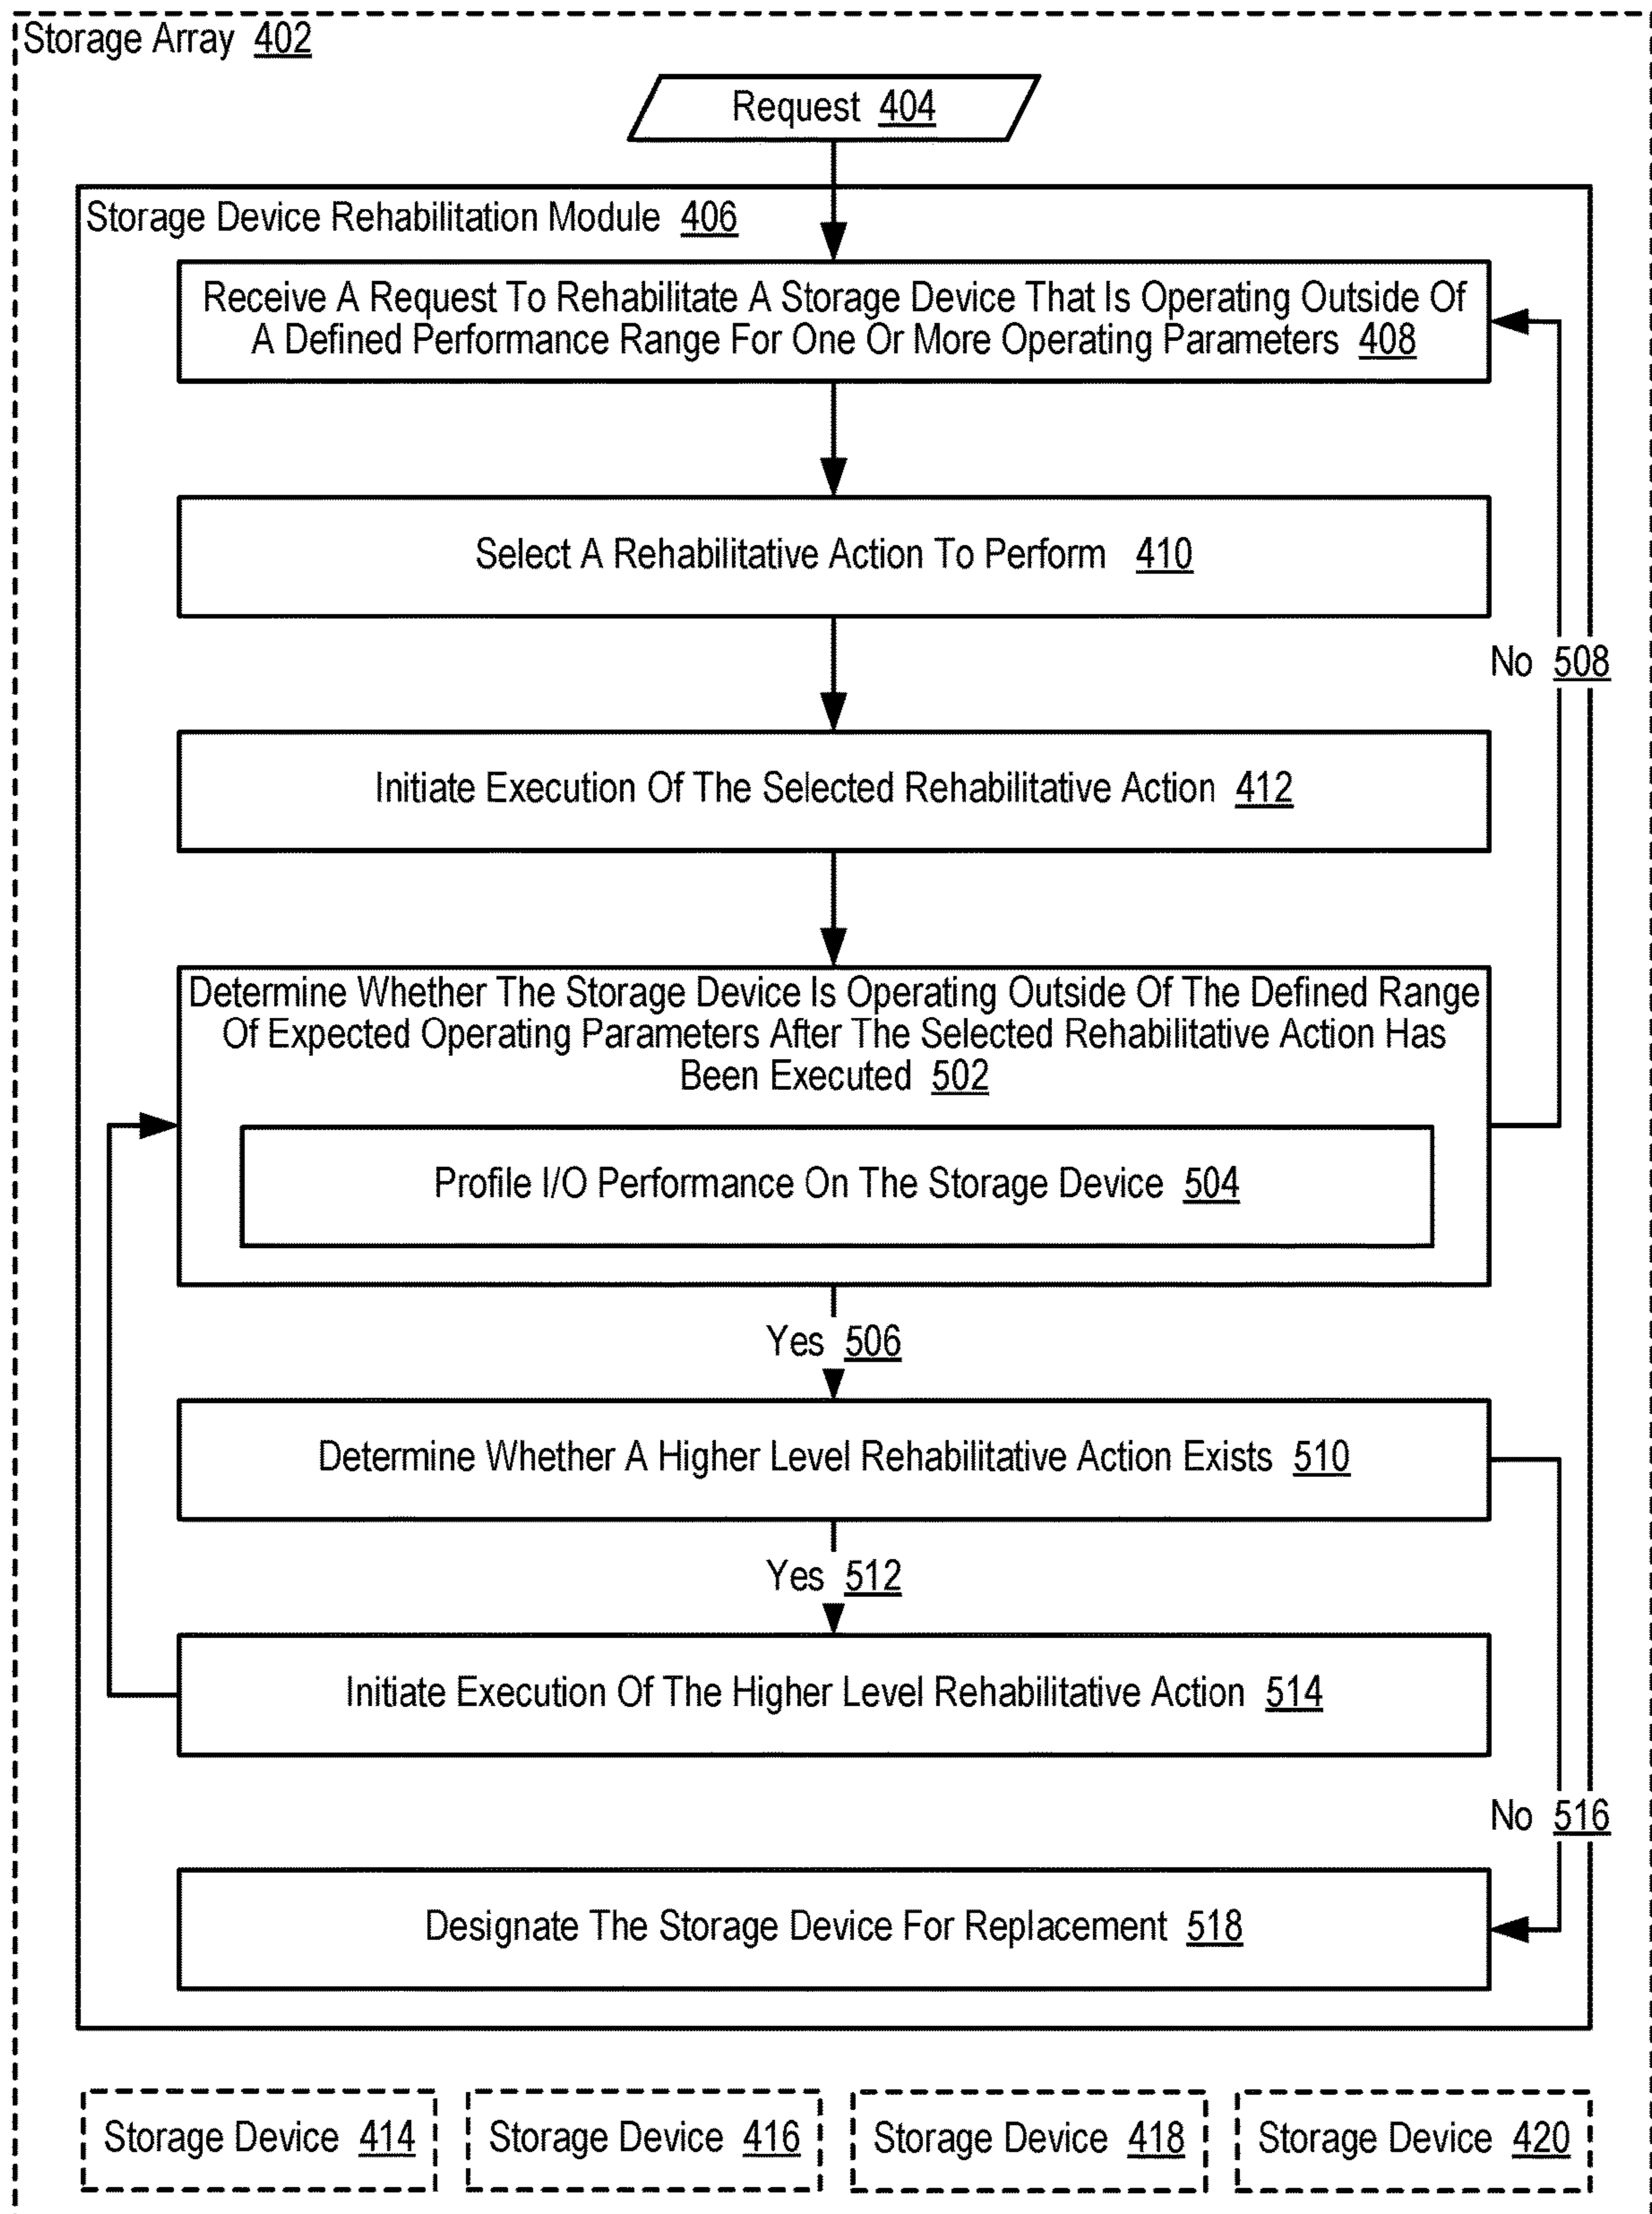 Storage Array 402
Request 404
Storage Device Rehabilitation Module 406
Receive A Request To Rehabilitate A Storage Device That Is Operating Outside Of
A Defined Performance Range For One Or More Operating Parameters 408
Select A Rehabilitative Action To Perform 410
No 508
Initiate Execution Of The Selected Rehabilitative Action 412
Determine Whether The Storage Device Is Operating Outside Of The Defined Range
Of Expected Operating Parameters After The Selected Rehabilitative Action Has
Been Executed 502
Profile I/O Performance On The Storage Device 504
Yes 506
Determine Whether A Higher Level Rehabilitative Action Exists 510
Yes 512
Initiate Execution Of The Higher Level Rehabilitative Action 514
No 516
Designate The Storage Device For Replacement 518
Storage Device 414
Storage Device 416
Storage Device 418
Storage Device 420